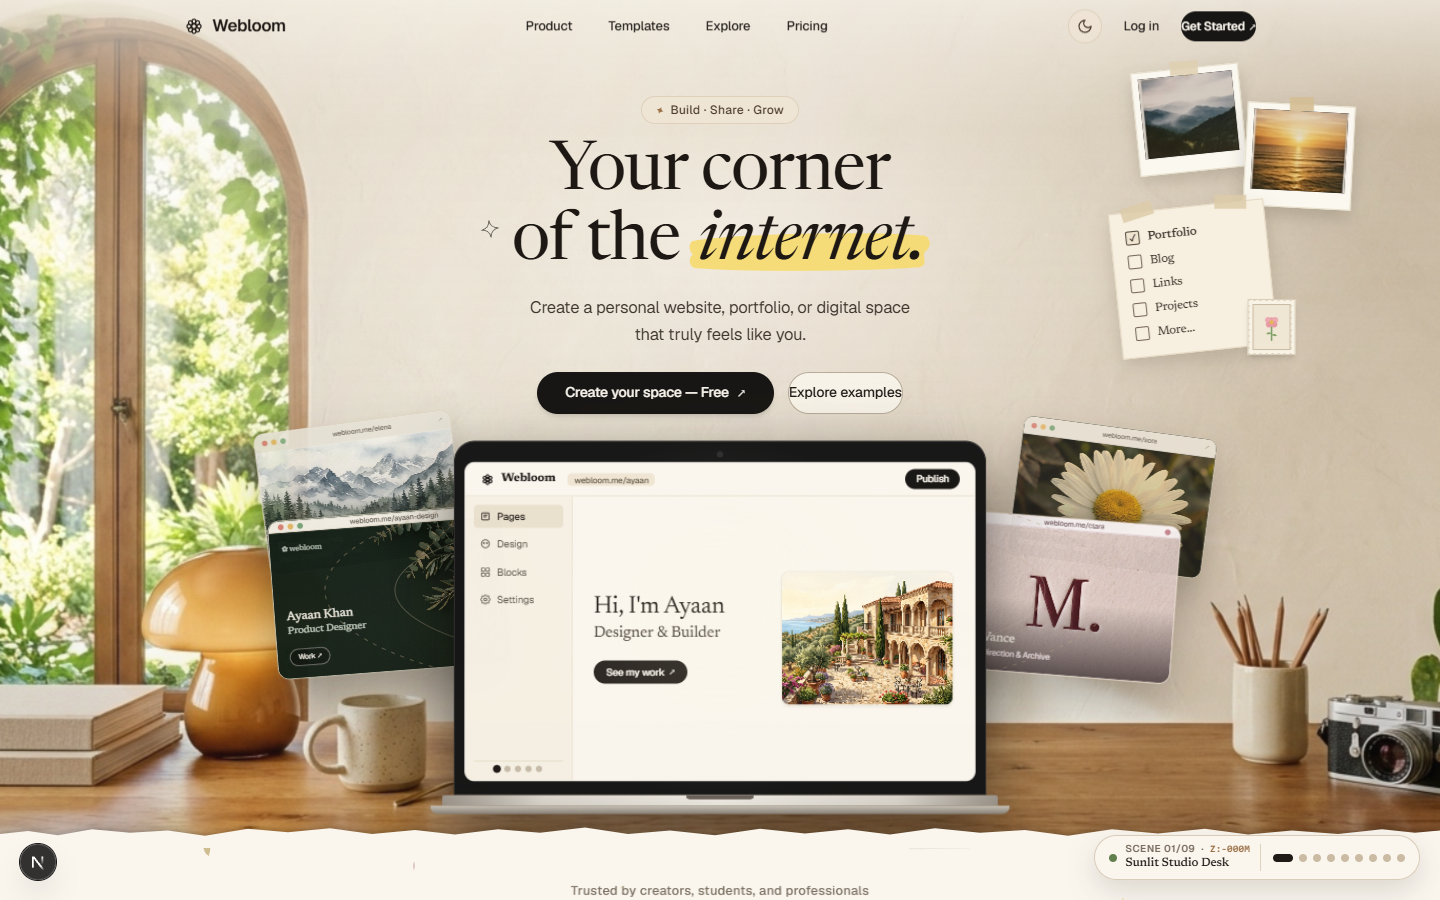 Webloom
Product
Templates
Explore
Pricing
Log in
Get Started ↗
Build · Share · Grow
Your corner
of the internet.
Create a personal website, portfolio, or digital space
that truly feels like you.
Create your space — Free ↗
Explore examples
Portfolio
Blog
Links
Projects
More...
webloom.me/elena
webloom.me/ayaan-design
webloom
Ayaan Khan
Product Designer
Work ↗
Webloom
webloom.me/ayaan
Publish
Pages
Design
Blocks
Settings
Hi, I'm Ayaan
Designer & Builder
See my work ↗
webloom.me/ciara
M.
Vance
& Archive
N
SCENE 01/09 · Z:-000M
Sunlit Studio Desk
Trusted by creators, students, and professionals